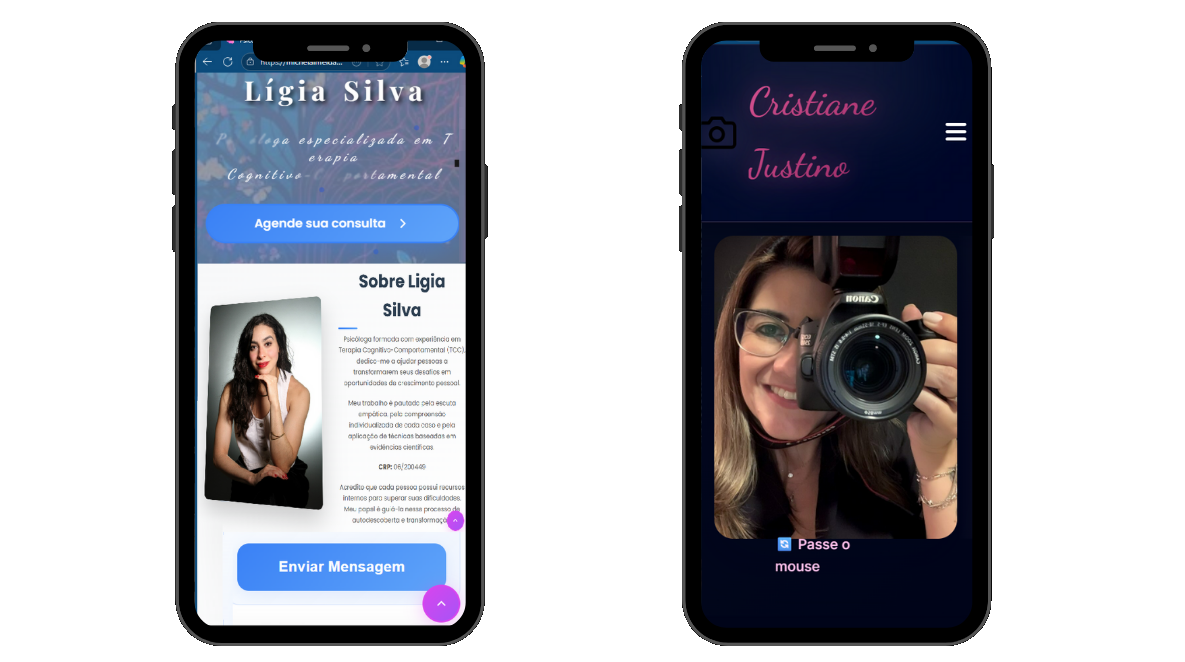 https://michelalmeida...
Lígia Silva
especializada em T
erapia
Cognitivo-
Agende sua consulta
Sobre Ligia
Silva
Psicóloga formada com experiência em
Terapia Cognitivo-Comportamental (TCC),
dedico-me a ajudar pessoas a
transformarem seus desafios em
oportunidades de crescimento pessoal.
Meu trabalho é pautado pela escuta
empática, pela compreensão
individualizada de cada caso e pela
aplicação de técnicas baseadas em
evidências científicas
CRP: 06/200449
Acredito que cada pessoa possui recursos
internos para superar suas dificuldades.
Meu papel é guiá-lo nesse processo de
autodescoberta e transformação
Enviar Mensagem
Cristiane
Justino
Canon
Passe o
mouse